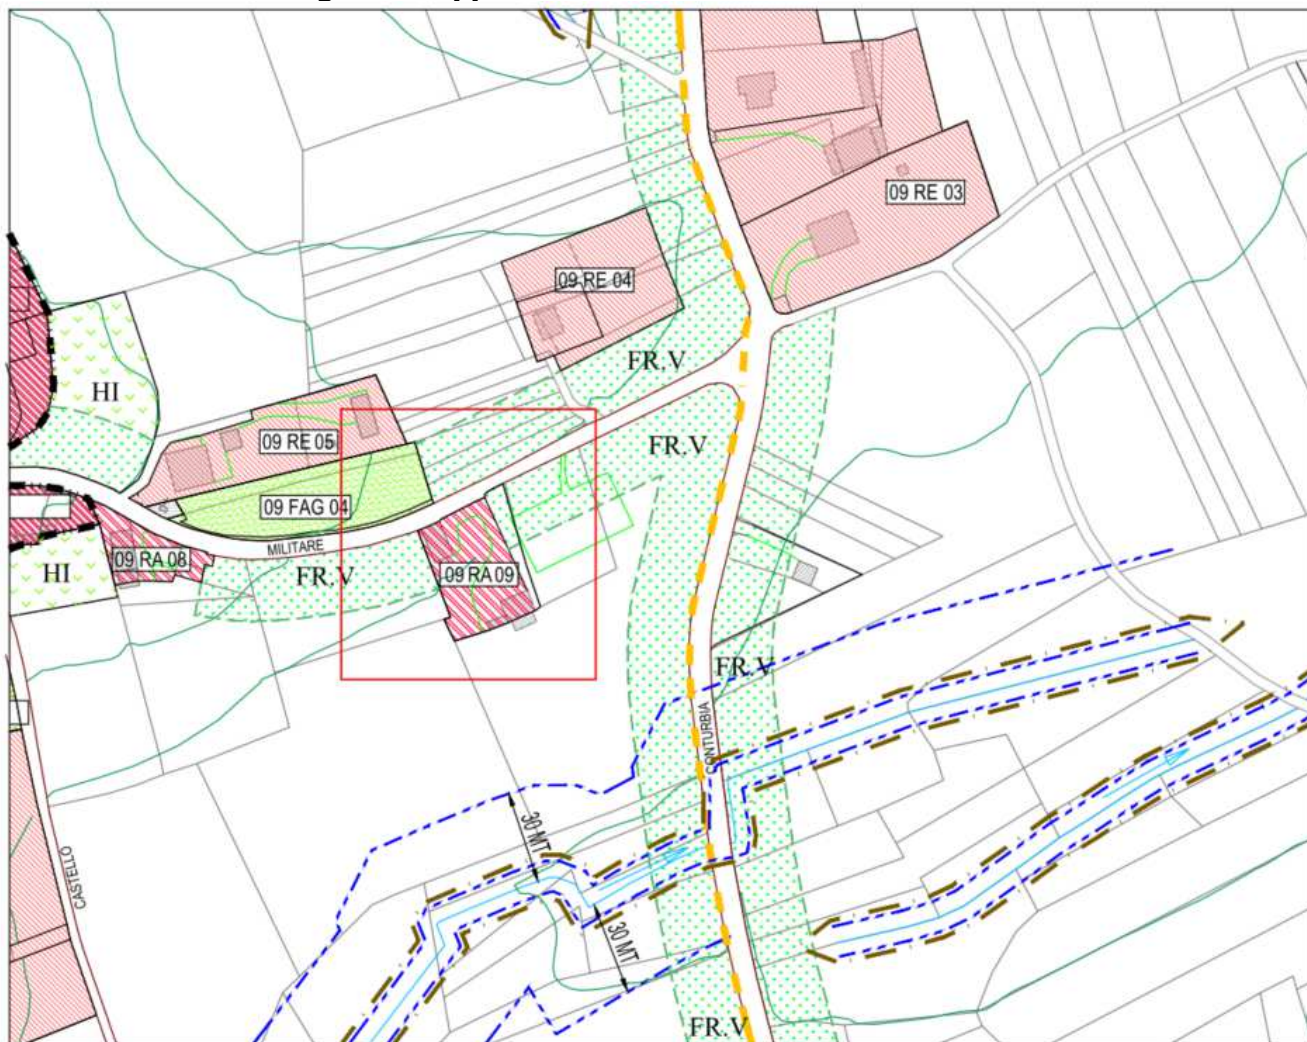 09 RE 03
09 RE 04
FR.V
HI
09 RE 05
FR.V
09 FAG 04
MILITARE
09 RA 08
HI
FR.V
09 RA 09
FR.V
CONTURBIA
30 MT
CASTELLO
30 MT
FR.V